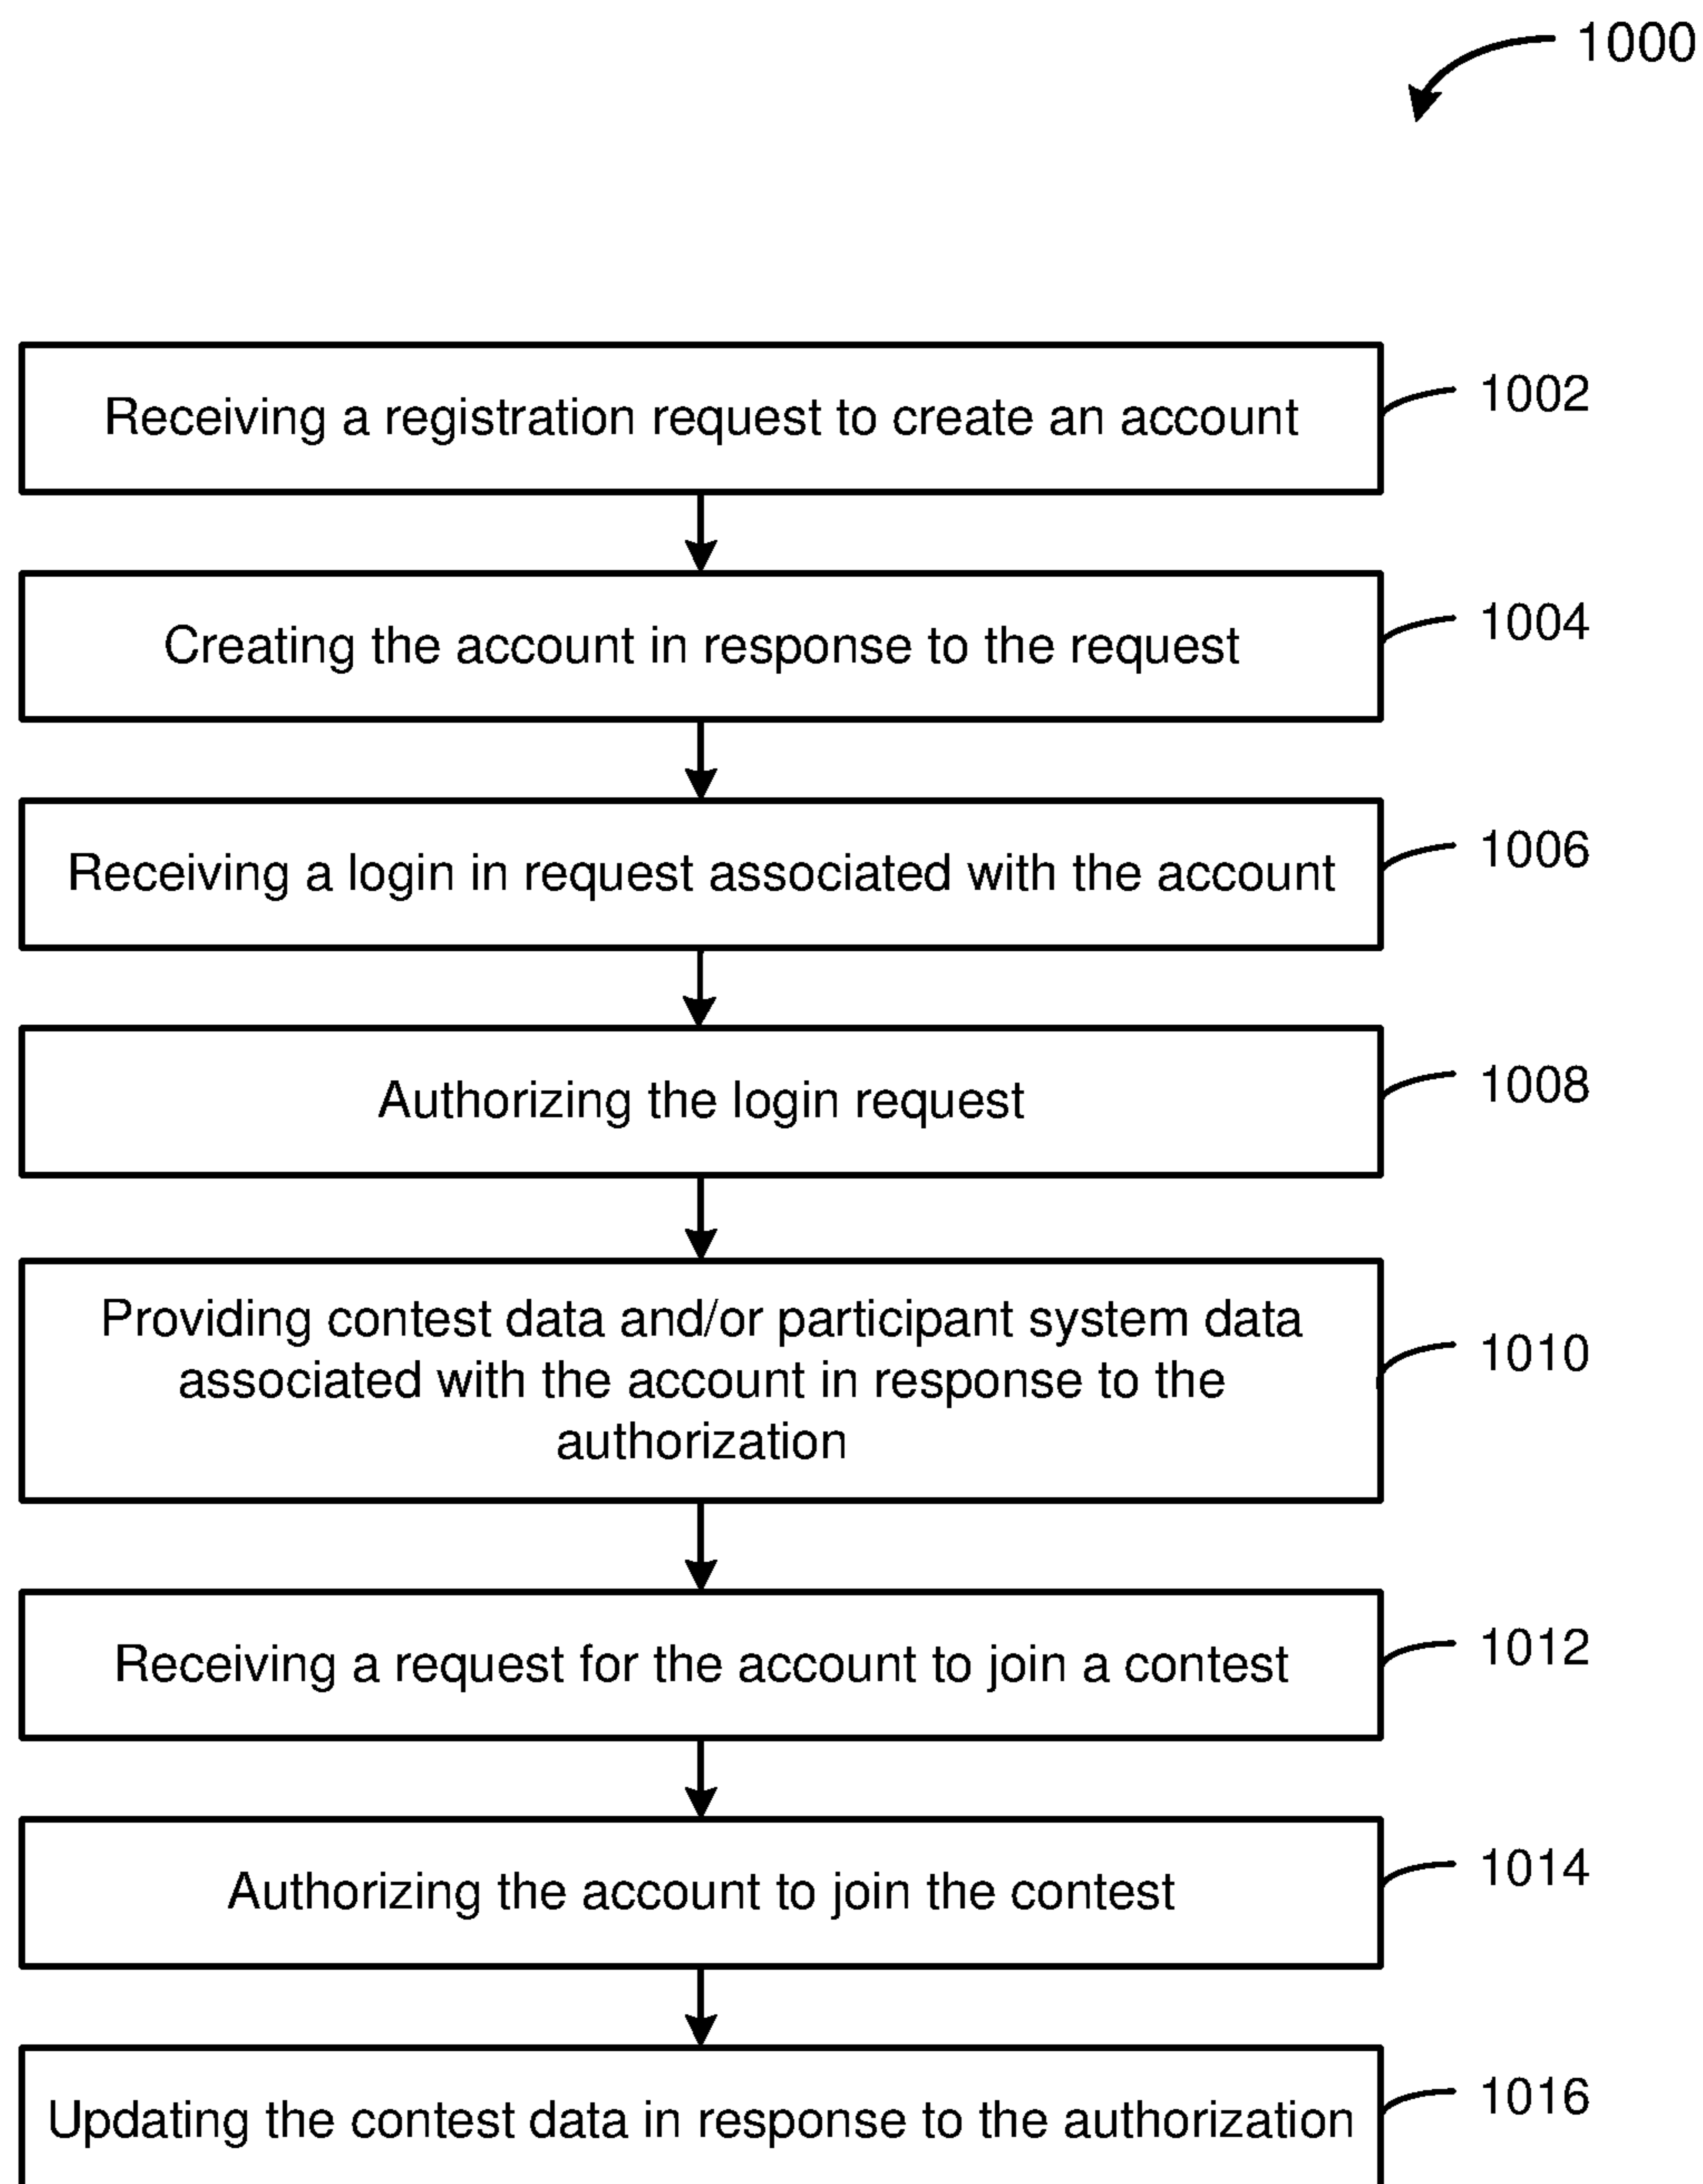 1000
Receiving a registration request to create an account
1002
Creating the account in response to the request
1004
Receiving a login in request associated with the account
1006
Authorizing the login request
1008
Providing contest data and/or participant system data
associated with the account in response to the
authorization
1010
Receiving a request for the account to join a contest
1012
Authorizing the account to join the contest
1014
Updating the contest data in response to the authorization
1016